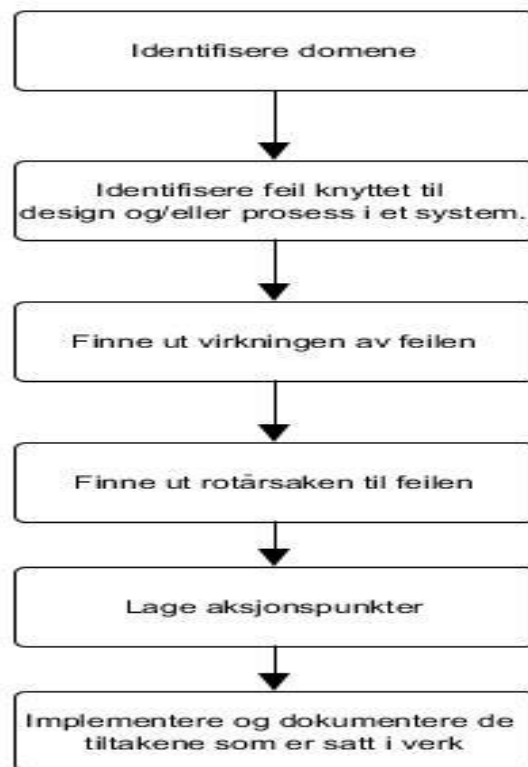 Identifisere domene
Identifisere feil knyttet til
design og/eller prosess i et system.
Finne ut virkningen av feilen
Finne ut rotårsaken til feilen
Lage aksjonspunkter
Implementere og dokumentere de
tiltakene som er satt i verk